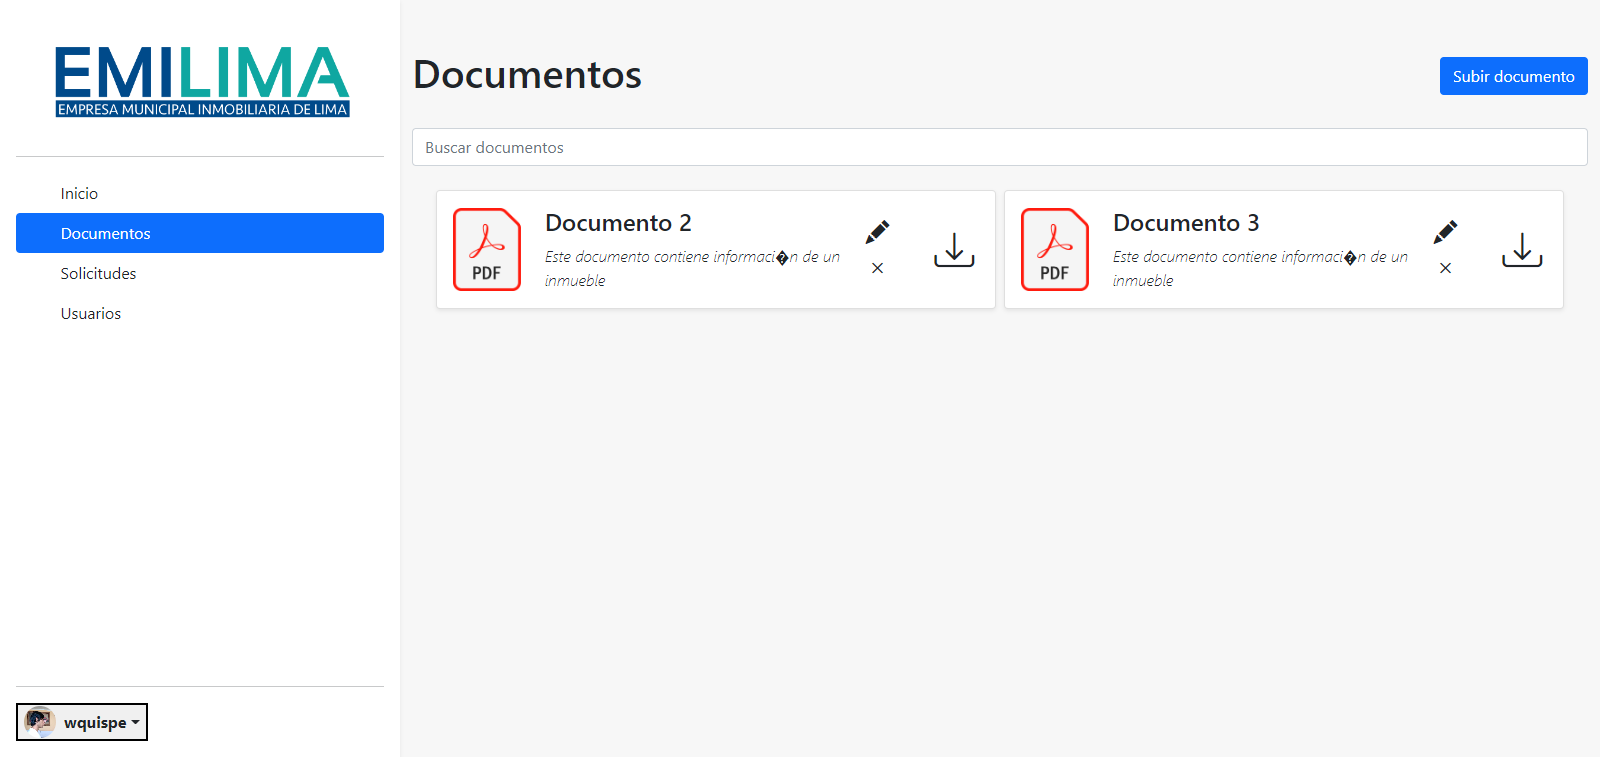 EMILIMA
EMPRESA MUNICIPAL INMOBILIARIA DE LIMA
Inicio
Documentos
Solicitudes
Usuarios
wquispe
Documentos
Subir documento
Buscar documentos
PDF
Documento 2
Este documento contiene informaci�n de un
inmueble
PDF
Documento 3
Este documento contiene informaci�n de un
inmueble